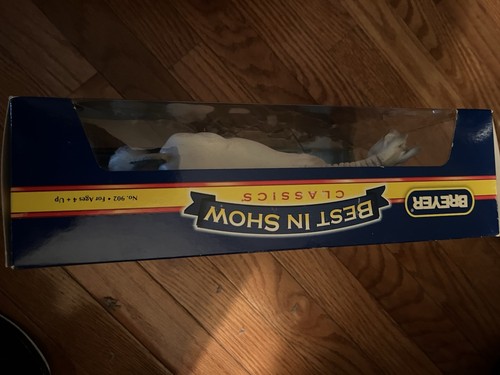 BREYER
BEST IN SHOW
CLASSICS
No. 902 • For Ages 4 + Up